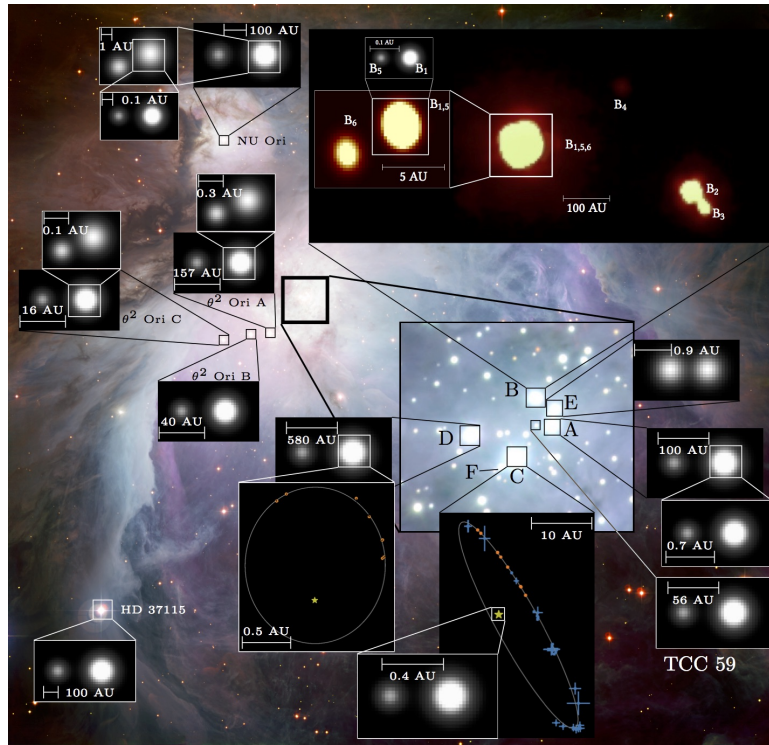 1 AU
100 AU
0.1 AU
NU Ori
0.1 AU
B5
B1
B6
B1,5
5 AU
B1,5,6
B4
100 AU
B2
B3
0.3 AU
157 AU
θ2 Ori A
0.1 AU
16 AU
θ2 Ori C
θ2 Ori B
40 AU
0.9 AU
B
E
D
A
F
C
580 AU
0.5 AU
10 AU
0.4 AU
100 AU
0.7 AU
56 AU
TCC 59
HD 37115
100 AU